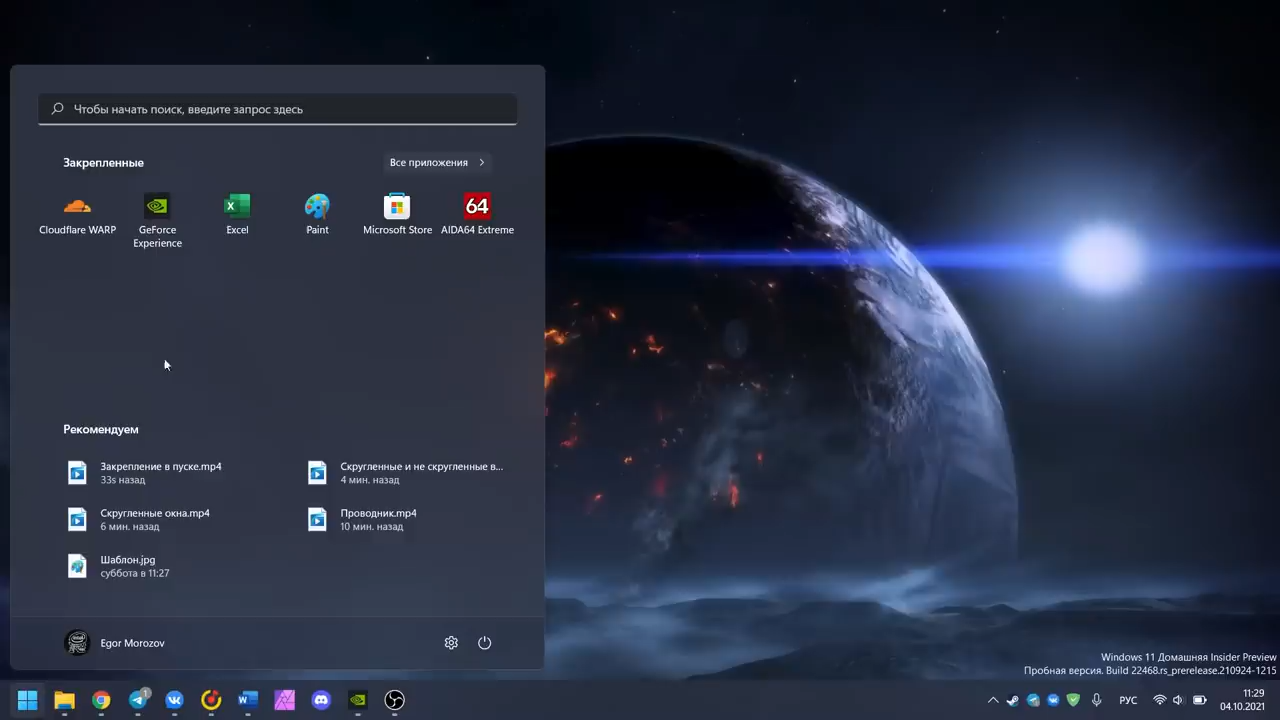 Чтобы начать поиск, введите запрос здесь
Закрепленные
Все приложения
Cloudflare WARP
GeForce
Experience
Excel
Paint
Microsoft Store
64
AIDA64 Extreme
Рекомендуем
Закрепление в пуске.mp4
33s назад
Скругленные и не скругленные в...
4 мин. назад
Скругленные окна.mp4
6 мин. назад
Проводник.mp4
10 мин. назад
Шаблон.jpg
суббота в 11:27
Egor Morozov
Windows 11 Домашняя Insider Preview
Пробная версия. Build 22468.rs_prerelease.210924-1215
1
РУС
11:29
04.10.2021